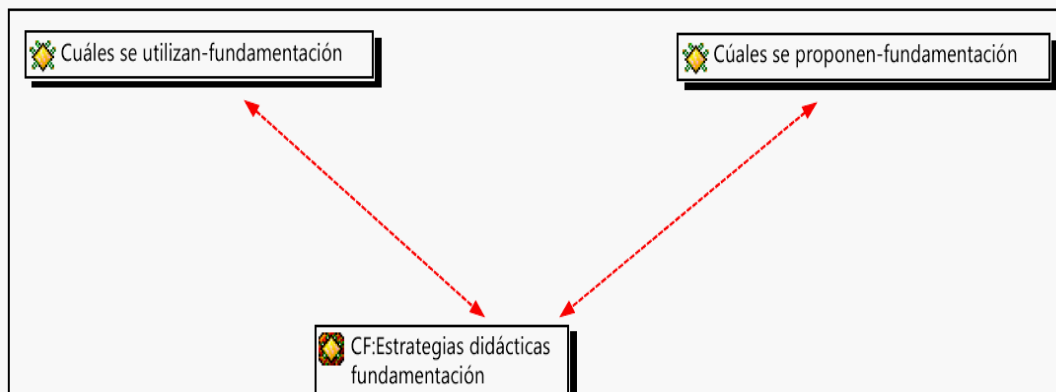 Cuáles se utilizan-fundamentación
Cúales se proponen-fundamentación
CF:Estrategias didácticas
fundamentación